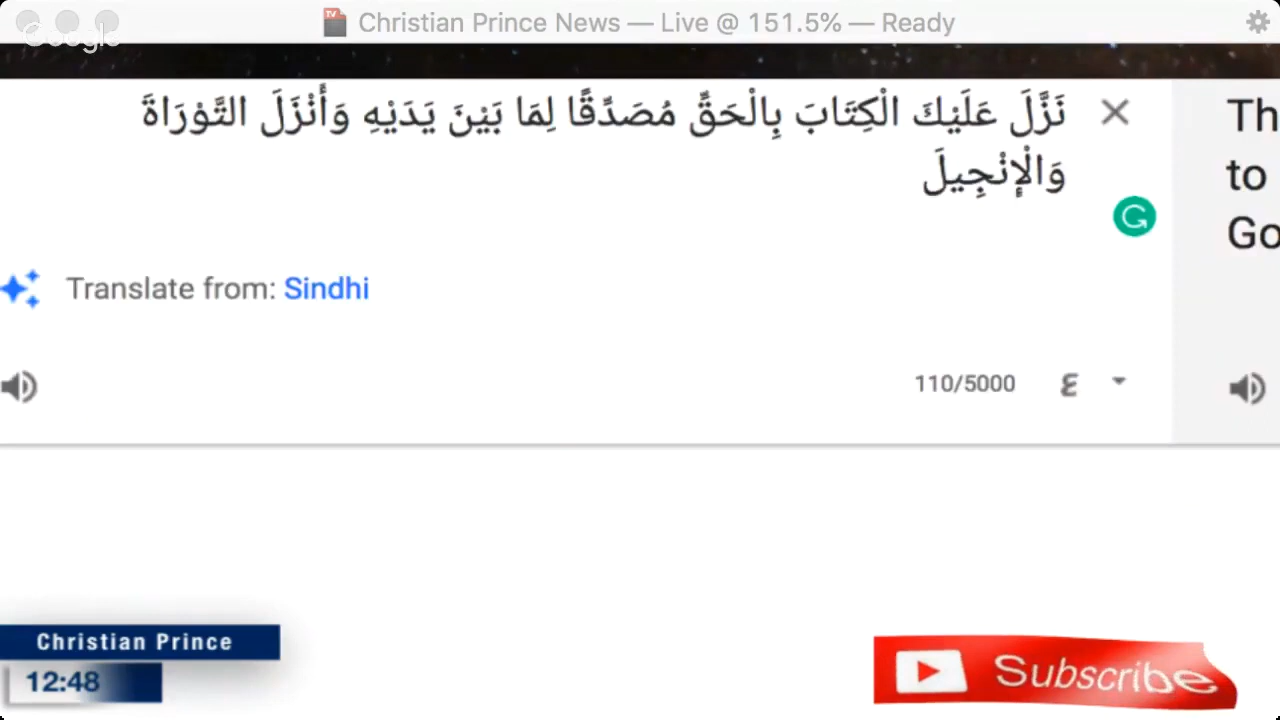 Christian Prince News — Live @ 151.5% — Ready
Google
نَزَّلَ عَلَيْكَ الْكِتَابَ بِالْحَقِّ مُصَدِّقًا لِمَا بَيْنَ يَدَيْهِ وَأَنْزَلَ التَّوْرَاةَ
وَالْإِنْجِيلَ
Th
to
Go
Translate from: Sindhi
110/5000
ع
Christian Prince
12:48
Subscribe